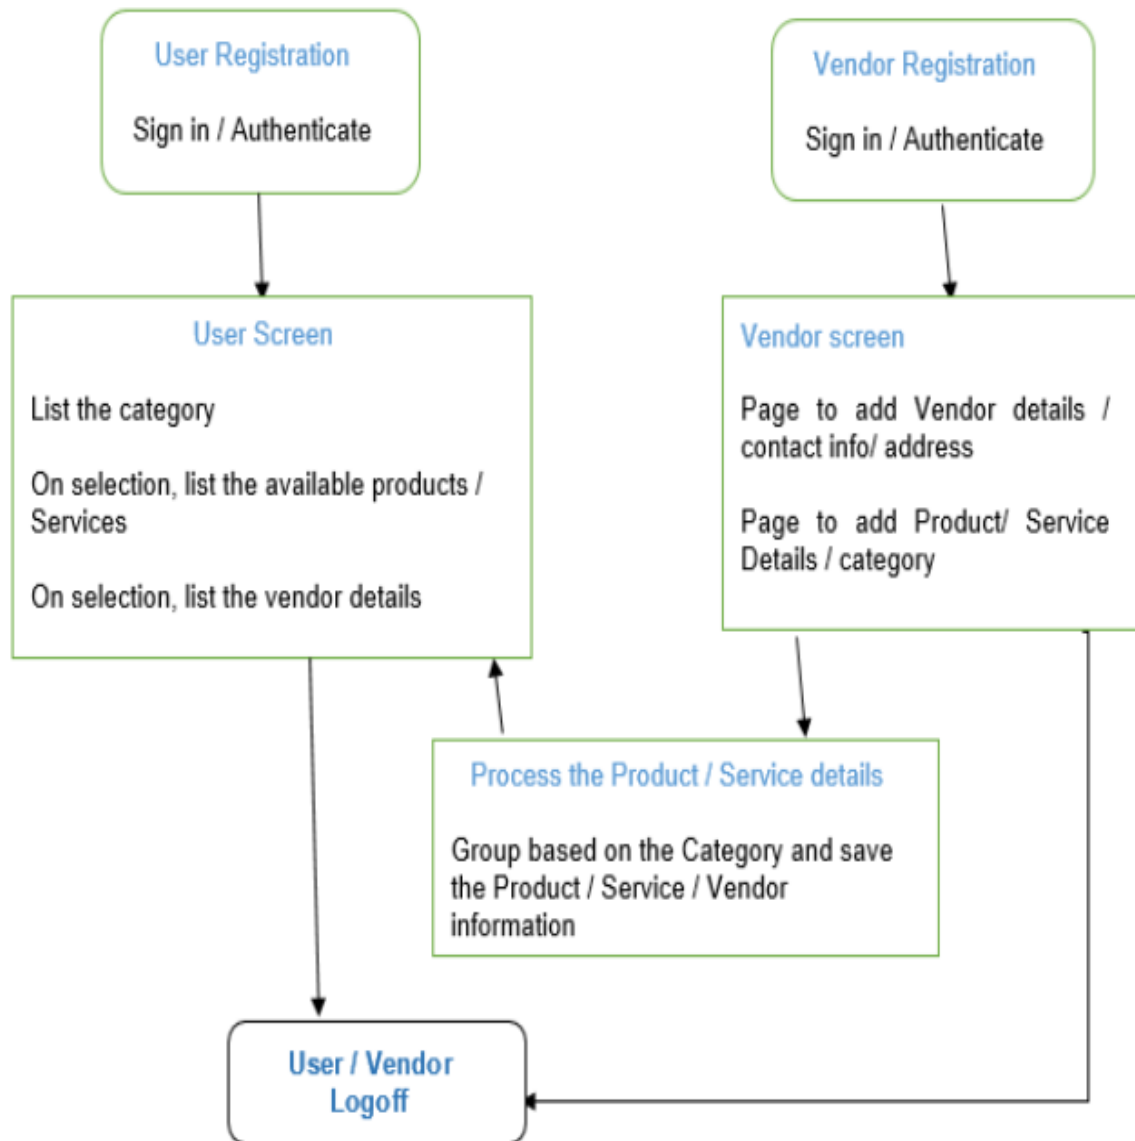 User Registration
Sign in / Authenticate
Vendor Registration
Sign in / Authenticate
User Screen
List the category
On selection, list the available products /
Services
On selection, list the vendor details
Vendor screen
Page to add Vendor details /
contact info/ address
Page to add Product/ Service
Details / category
Process the Product / Service details
Group based on the Category and save
the Product / Service / Vendor
information
User / Vendor
Logoff